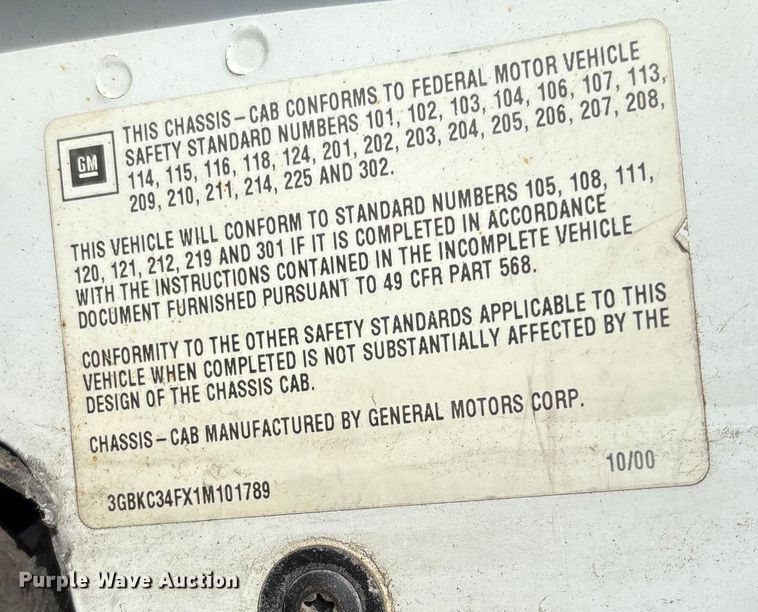 GM
THIS CHASSIS-CAB CONFORMS TO FEDERAL MOTOR VEHICLE
SAFETY STANDARD NUMBERS 101, 102, 103, 104, 106, 107, 113,
114, 115, 116, 118, 124, 201, 202, 203, 204, 205, 206, 207, 208,
209, 210, 211, 214, 225 AND 302.
THIS VEHICLE WILL CONFORM TO STANDARD NUMBERS 105, 108, 111,
120, 121, 212, 219 AND 301 IF IT IS COMPLETED IN ACCORDANCE
WITH THE INSTRUCTIONS CONTAINED IN THE INCOMPLETE VEHICLE
DOCUMENT FURNISHED PURSUANT TO 49 CFR PART 568.
CONFORMITY TO THE OTHER SAFETY STANDARDS APPLICABLE TO THIS
VEHICLE WHEN COMPLETED IS NOT SUBSTANTIALLY AFFECTED BY THE
DESIGN OF THE CHASSIS CAB.
CHASSIS-CAB MANUFACTURED BY GENERAL MOTORS CORP.
3GBKC34FX1M101789
10/00
Purple Wave Auction